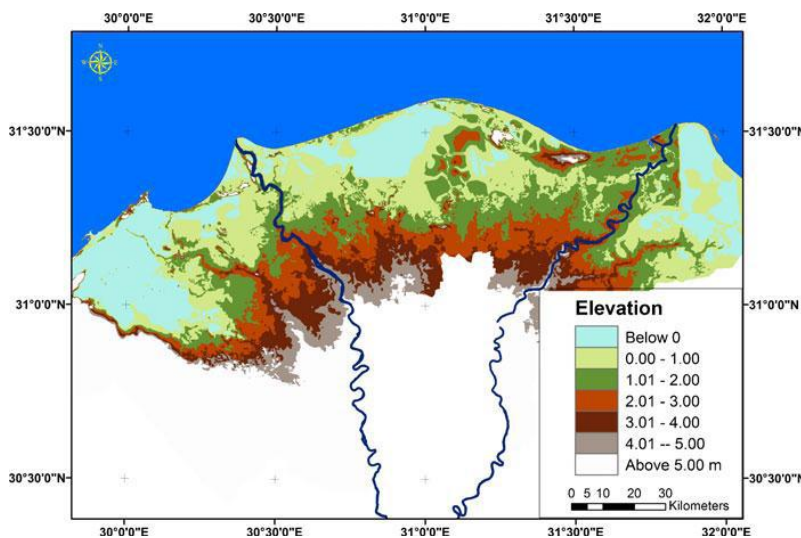 30°0'0"E 30°30'0"E 31°0'0"E 31°30'0"E 32°0'0"E
N
W E
S
31°30'0"N 31°30'0"N
31°0'0"N 31°0'0"N
30°30'0"N 30°30'0"N
Elevation
Below 0
0.00 - 1.00
1.01 - 2.00
2.01 - 3.00
3.01 - 4.00
4.01 -- 5.00
Above 5.00 m
0 5 10 20 30
Kilometers
30°0'0"E 30°30'0"E 31°0'0"E 31°30'0"E 32°0'0"E